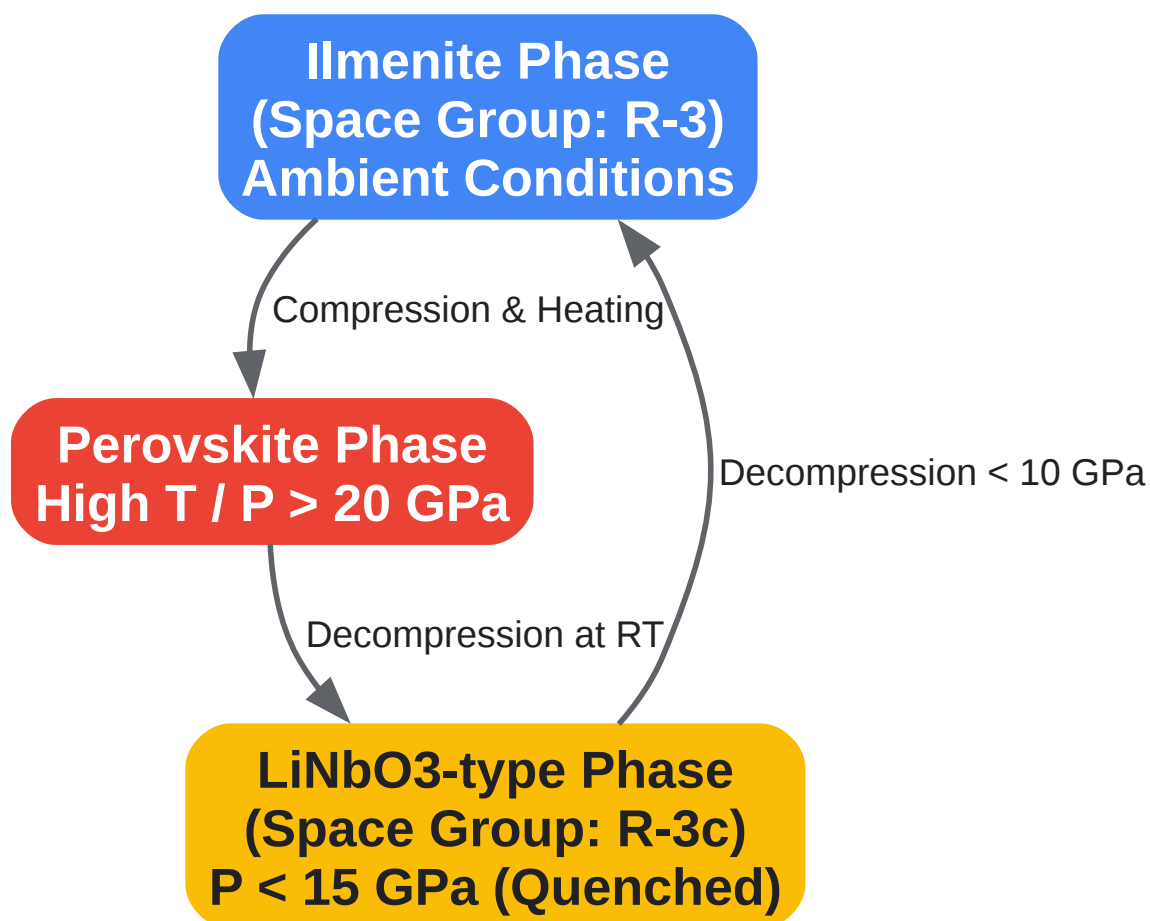 Ilmenite Phase
(Space Group: R-3)
Ambient Conditions
Compression & Heating
Perovskite Phase
High T / P > 20 GPa
Decompression < 10 GPa
Decompression at RT
LiNbO3-type Phase
(Space Group: R-3c)
P < 15 GPa (Quenched)